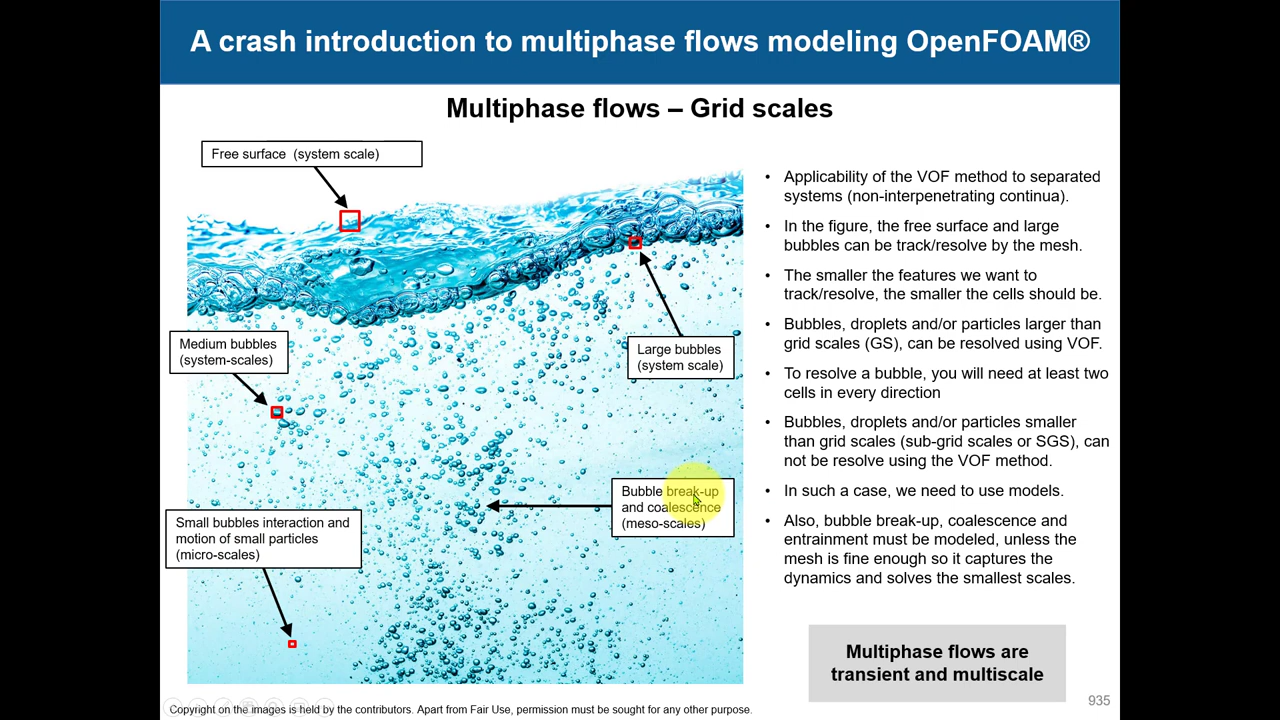 A crash introduction to multiphase flows modeling OpenFOAM®
Multiphase flows – Grid scales
Free surface (system scale)
Medium bubbles
(system-scales)
Large bubbles
(system scale)
Bubble break-up
and coalescence
(meso-scales)
Small bubbles interaction and
motion of small particles
(micro-scales)
• Applicability of the VOF method to separated
systems (non-interpenetrating continua).
• In the figure, the free surface and large
bubbles can be track/resolve by the mesh.
• The smaller the features we want to
track/resolve, the smaller the cells should be.
• Bubbles, droplets and/or particles larger than
grid scales (GS), can be resolved using VOF.
• To resolve a bubble, you will need at least two
cells in every direction
• Bubbles, droplets and/or particles smaller
than grid scales (sub-grid scales or SGS), can
not be resolve using the VOF method.
• In such a case, we need to use models.
• Also, bubble break-up, coalescence and
entrainment must be modeled, unless the
mesh is fine enough so it captures the
dynamics and solves the smallest scales.
Multiphase flows are
transient and multiscale
Copyright on the images is held by the contributors. Apart from Fair Use, permission must be sought for any other purpose.
935